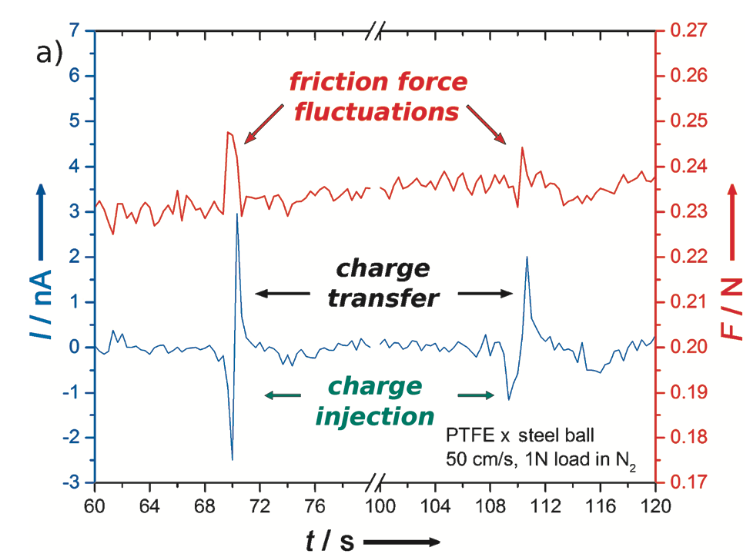 a)
7
6
5
4
3
2
1
0
-1
-2
-3
I / nA
0.27
0.26
0.25
0.24
0.23
0.22
0.21
0.20
0.19
0.18
0.17
F / N
friction force
fluctuations
charge
transfer
charge
injection
PTFE x steel ball
50 cm/s, 1N load in N₂
60 64 68 72 76 100 104 108 112 116 120
t / s